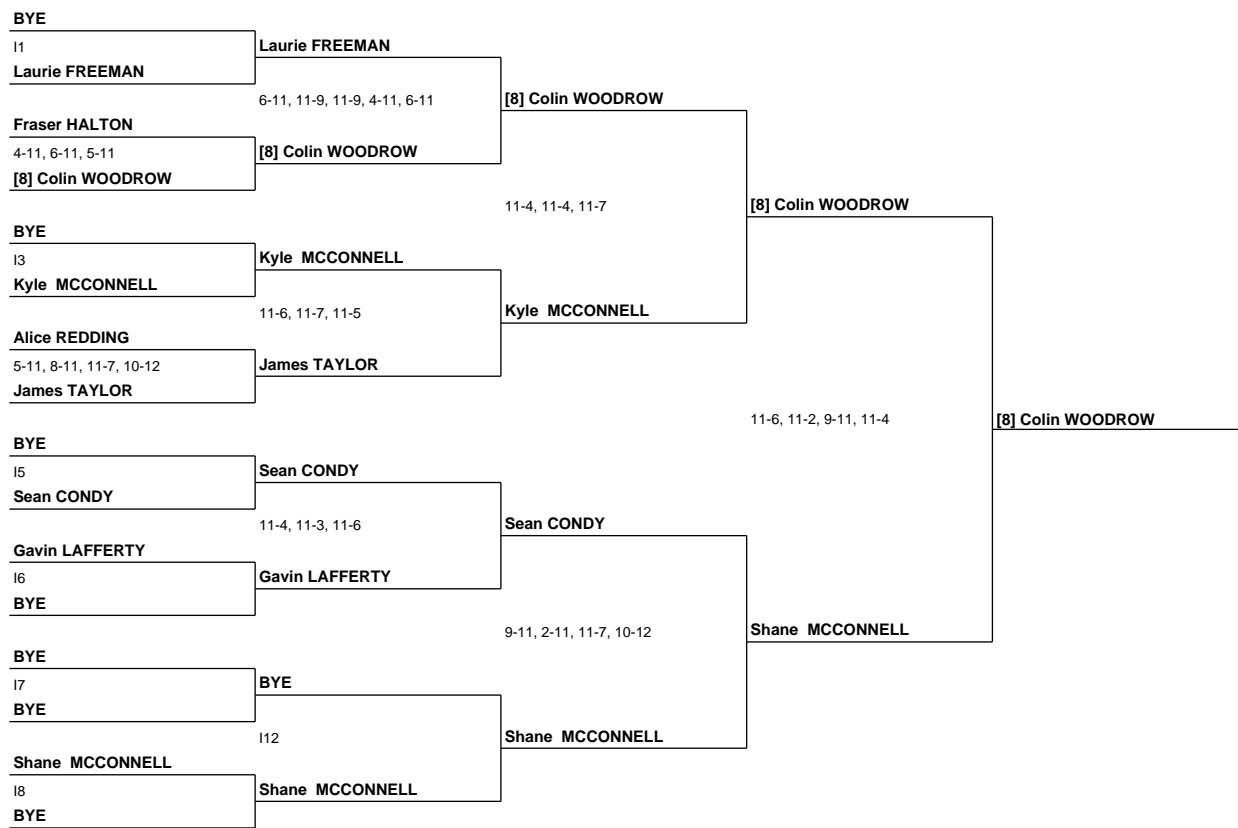 BYE
I1
Laurie FREEMAN
Laurie FREEMAN
6-11, 11-9, 11-9, 4-11, 6-11
[8] Colin WOODROW
Fraser HALTON
4-11, 6-11, 5-11
[8] Colin WOODROW
[8] Colin WOODROW
11-4, 11-4, 11-7
[8] Colin WOODROW
BYE
I3
Kyle MCCONNELL
Kyle MCCONNELL
11-6, 11-7, 11-5
Kyle MCCONNELL
Alice REDDING
5-11, 8-11, 11-7, 10-12
James TAYLOR
James TAYLOR
11-6, 11-2, 9-11, 11-4
[8] Colin WOODROW
BYE
I5
Sean CONDY
Sean CONDY
11-4, 11-3, 11-6
Sean CONDY
Gavin LAFFERTY
I6
BYE
Gavin LAFFERTY
9-11, 2-11, 11-7, 10-12
Shane MCCONNELL
BYE
I7
BYE
BYE
I12
Shane MCCONNELL
Shane MCCONNELL
I8
BYE
Shane MCCONNELL